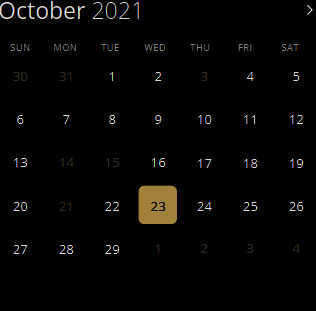 October 2021
SUN MON TUE WED THU FRI SAT
30 31 1 2 3 4 5
6 7 8 9 10 11 12
13 14 15 16 17 18 19
20 21 22 23 24 25 26
27 28 29 1 2 3 4